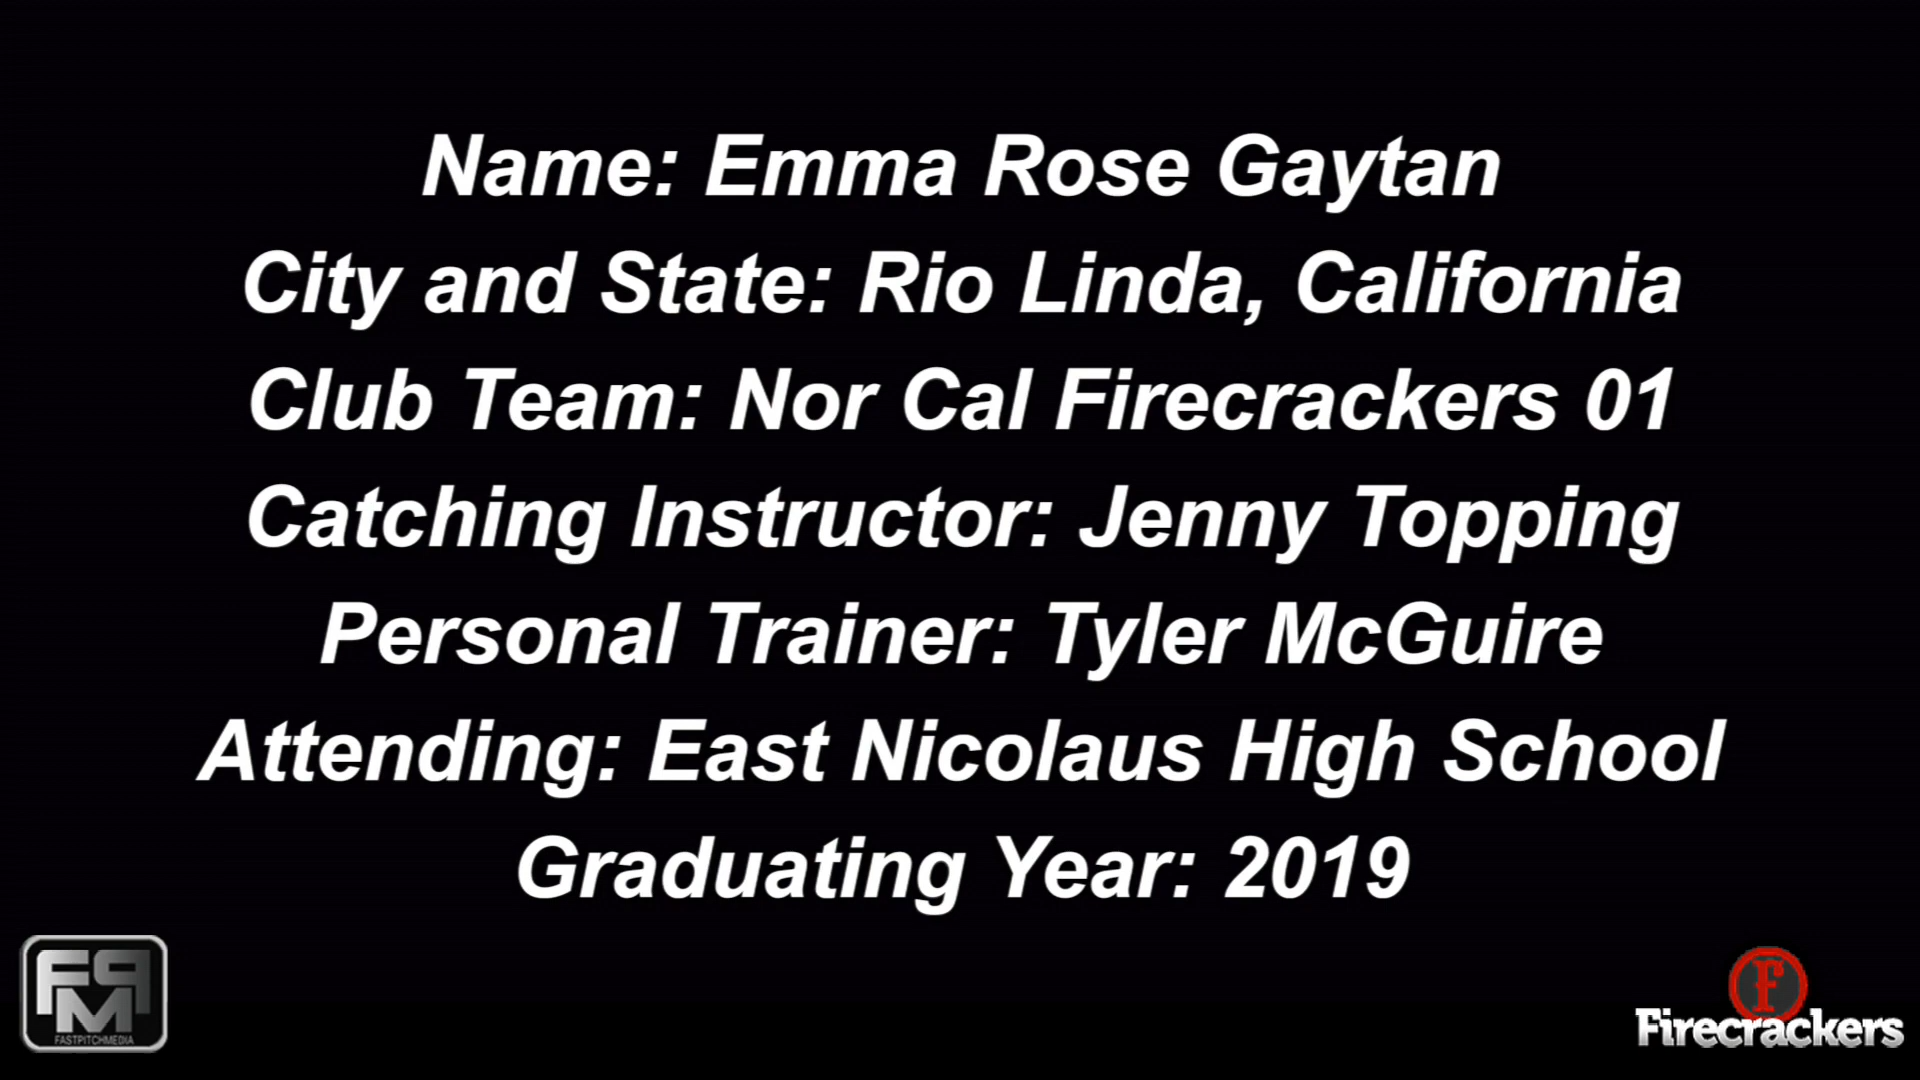 Name: Emma Rose Gaytan
City and State: Rio Linda, California
Club Team: Nor Cal Firecrackers 01
Catching Instructor: Jenny Topping
Personal Trainer: Tyler McGuire
Attending: East Nicolaus High School
Graduating Year: 2019
FP
M
FASTPITCHMEDIA
F
Firecrackers